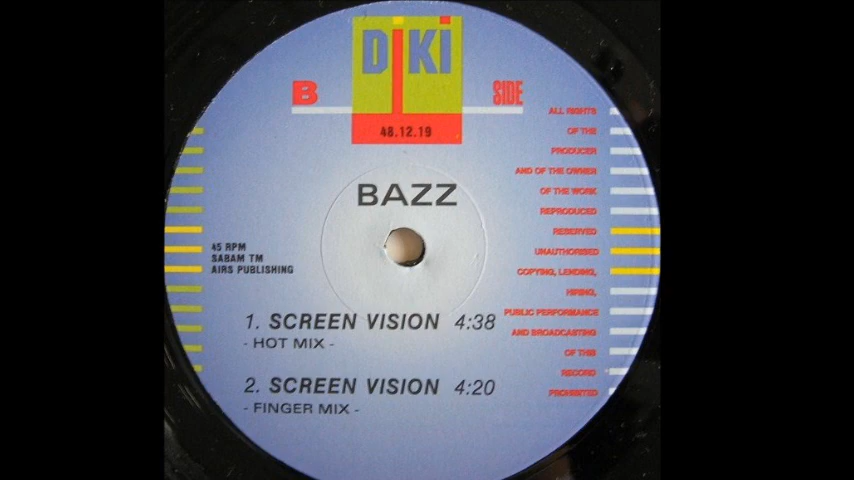 DiKi
B SIDE
48.12.19
ALL RIGHTS
OF THE
PRODUCER
AND OF THE OWNER
OF THE WORK
REPRODUCED
RESERVED
UNAUTHORISED
COPYING, LENDING,
HIRING,
PUBLIC PERFORMANCE
AND BROADCASTING
OF THIS
RECORD
PROHIBITED
BAZZ
45 RPM
SABAM TM
AIRS PUBLISHING
1. SCREEN VISION 4:38
- HOT MIX -
2. SCREEN VISION 4:20
- FINGER MIX -